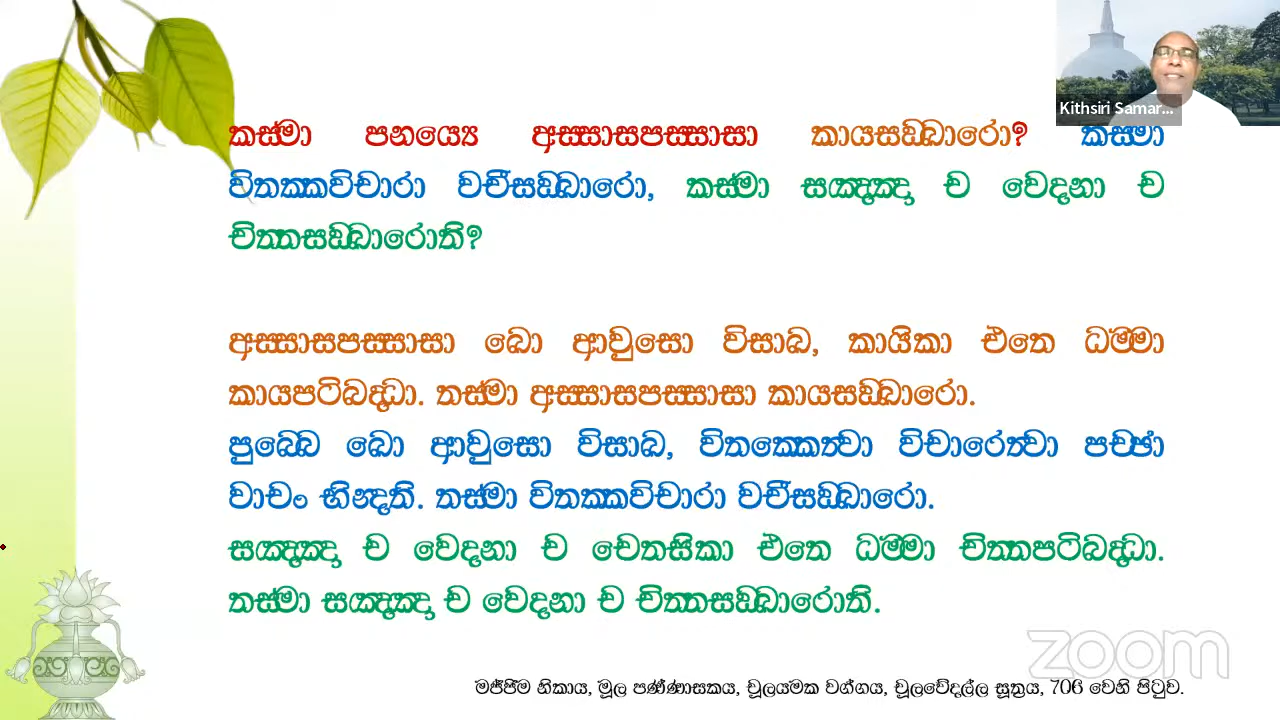 Kithsiri Samar...
කස්මා පනය්‍යෙ අස්සාසපස්සාසා කායසඞ්ඛාරො? කස්මා
විතක්කවිචාරා වචීසඞ්ඛාරො, කස්මා සඤ්ඤා ච වේදනා ච
චිත්තසඞ්ඛාරොති?
අස්සාසපස්සාසා ඛො ආවුසො විසාඛ, කායිකා එතෙ ධම්මා
කායපටිබද්ධා. තස්මා අස්සාසපස්සාසා කායසඞ්ඛාරො.
පුබ්බෙ ඛො ආවුසො විසාඛ, විතක්කෙත්වා විචාරෙත්වා පච්ඡා
වාචං භින්දති. තස්මා විතක්කවිචාරා වචීසඞ්ඛාරො.
සඤ්ඤා ච වෙදනා ච චෙතසිකා එතෙ ධම්මා චිත්තපටිබද්ධා.
තස්මා සඤ්ඤා ච වෙදනා ච චිත්තසඞ්ඛාරොති.
zoom
මජ්ඣිම නිකාය, මූල පණ්ණාසකය, චූලයමක වග්ගය, චූලවේදල්ල සූත්‍රය, 706 වෙනි පිටුව.